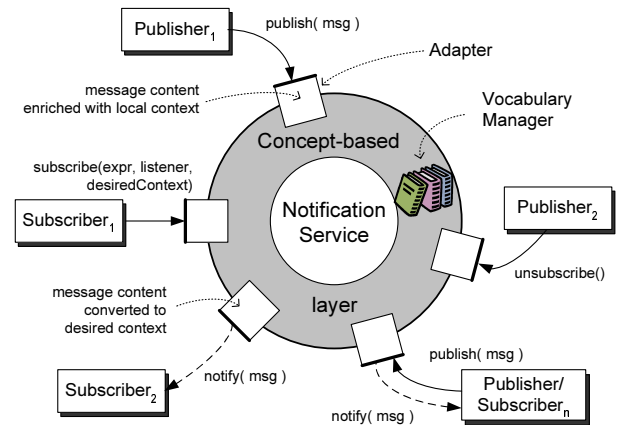 Publisher1
publish( msg )
Adapter
message content
enriched with local context
Vocabulary
Manager
Concept-based
subscribe(expr, listener,
desiredContext)
Subscriber1
Notification
Service
Publisher2
unsubscribe()
message content
converted to
desired context
layer
publish( msg )
Subscriber2
notify( msg )
Publisher/
Subscribern
notify( msg )